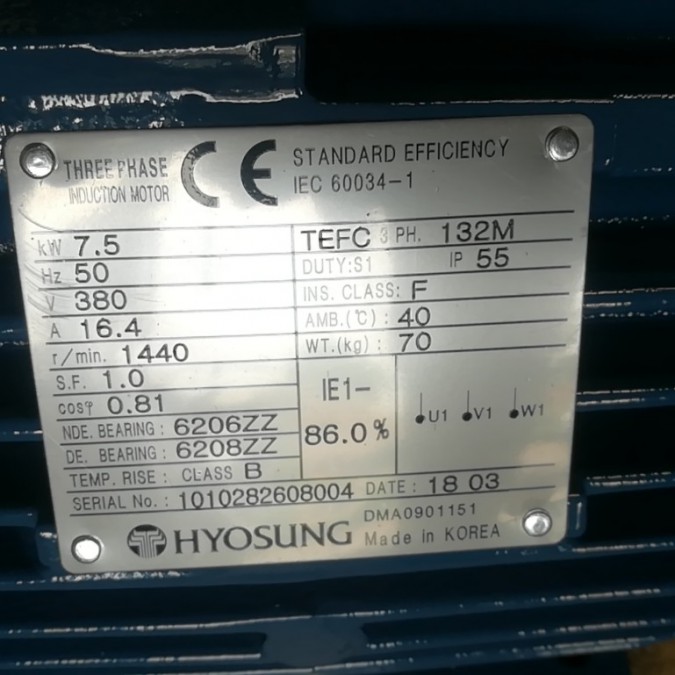 THREE PHASE
INDUCTION MOTOR
CE
STANDARD EFFICIENCY
IEC 60034-1
kW 7.5
Hz 50
V 380
A 16.4
r/min. 1440
S.F. 1.0
cosφ 0.81
NDE. BEARING : 6206ZZ
DE. BEARING : 6208ZZ
TEMP. RISE : CLASS B
TEFC 3 PH. 132M
DUTY:S1 IP 55
INS. CLASS: F
AMB.(℃) : 40
WT.(kg) : 70
IE1-
86.0%
U1 V1 W1
SERIAL No. : 1010282608004 DATE : 18 03
HYOSUNG
DMA0901151
Made in KOREA